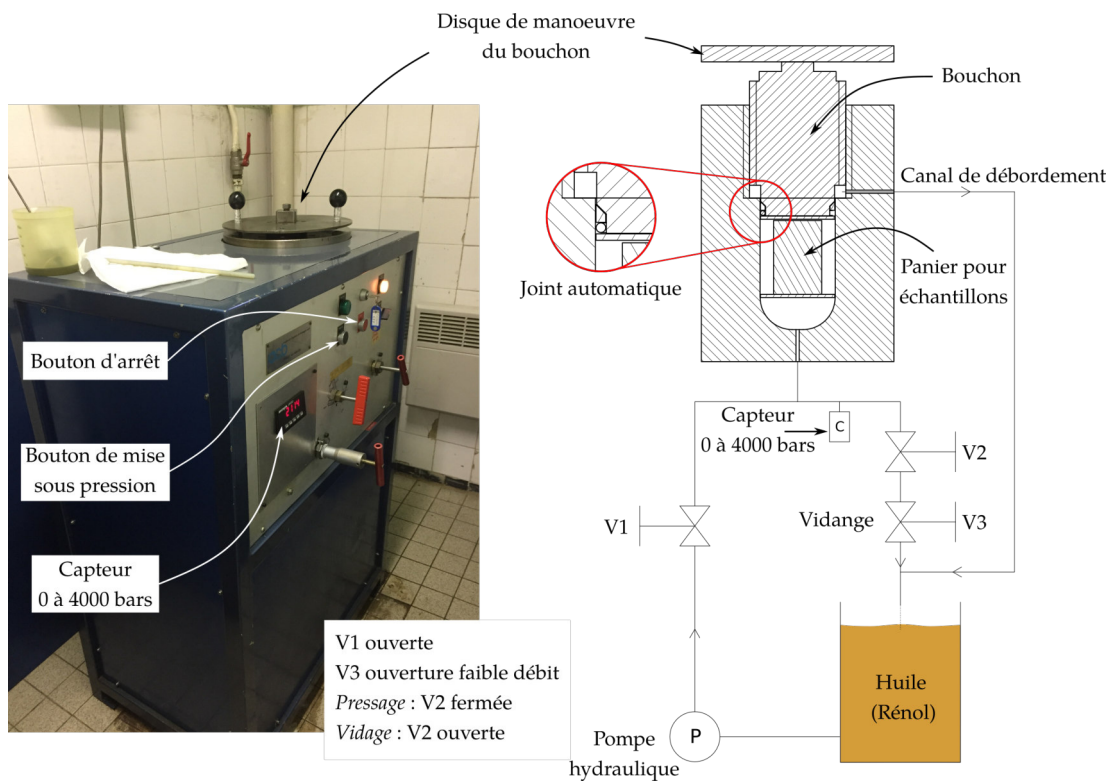 Disque de manoeuvre
du bouchon
Bouchon
Canal de débordement
Joint automatique
Panier pour
échantillons
Bouton d'arrêt
Bouton de mise
sous pression
Capteur
0 à 4000 bars
V1 ouverte
V3 ouverture faible débit
Pressage : V2 fermée
Vidage : V2 ouverte
Capteur
0 à 4000 bars
C
V2
V1
Vidange
V3
Huile
(Rénol)
Pompe
hydraulique
P